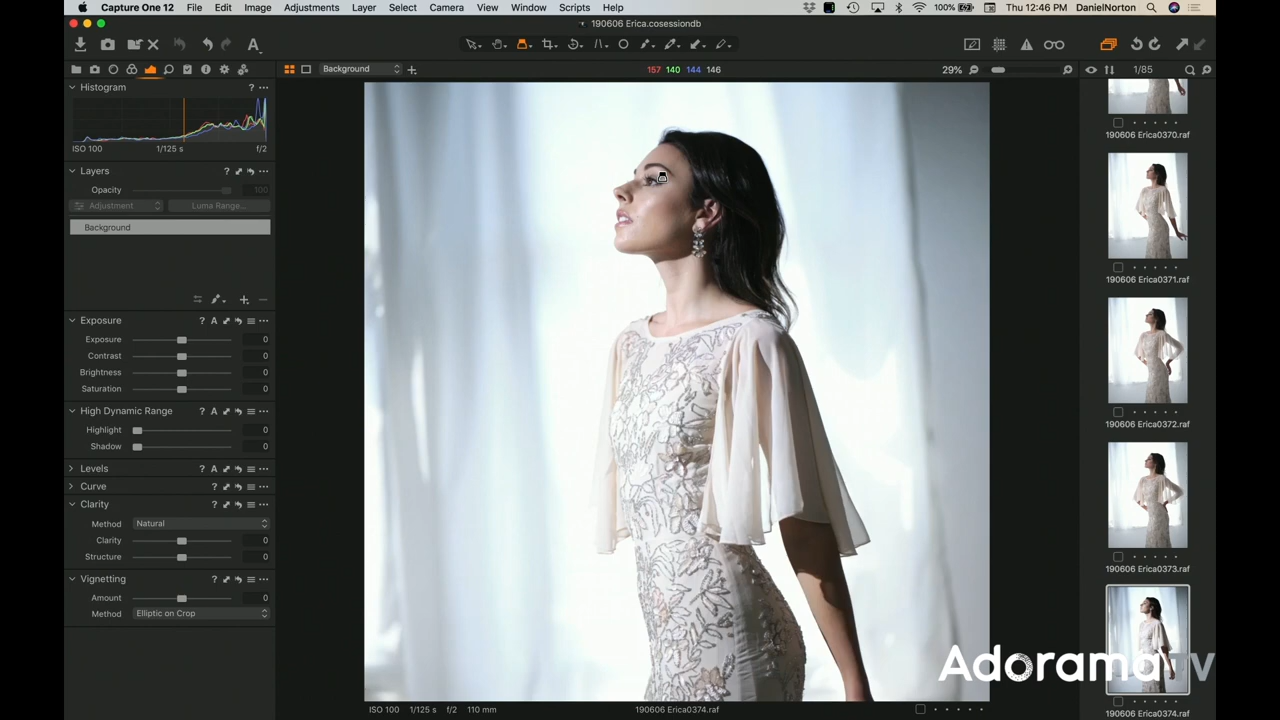 Capture One 12 File Edit Image Adjustments Layer Select Camera View Window Scripts Help 100% Thu 12:46 PM DanielNorton
190606 Erica.cosessiondb
Background 157 140 144 146 29% 1/85
Histogram
ISO 100 1/125 s f/2
Layers
Opacity 100
Adjustment Luma Range...
Background
Exposure
Exposure 0
Contrast 0
Brightness 0
Saturation 0
High Dynamic Range
Highlight 0
Shadow 0
Levels
Curve
Clarity
Method Natural
Clarity 0
Structure 0
Vignetting
Amount 0
Method Elliptic on Crop
ISO 100 1/125 s f/2 110 mm 190606 Erica0374.raf
190606 Erica0370.raf
190606 Erica0371.raf
190606 Erica0372.raf
190606 Erica0373.raf
190606 Erica0374.raf
Adorama TV